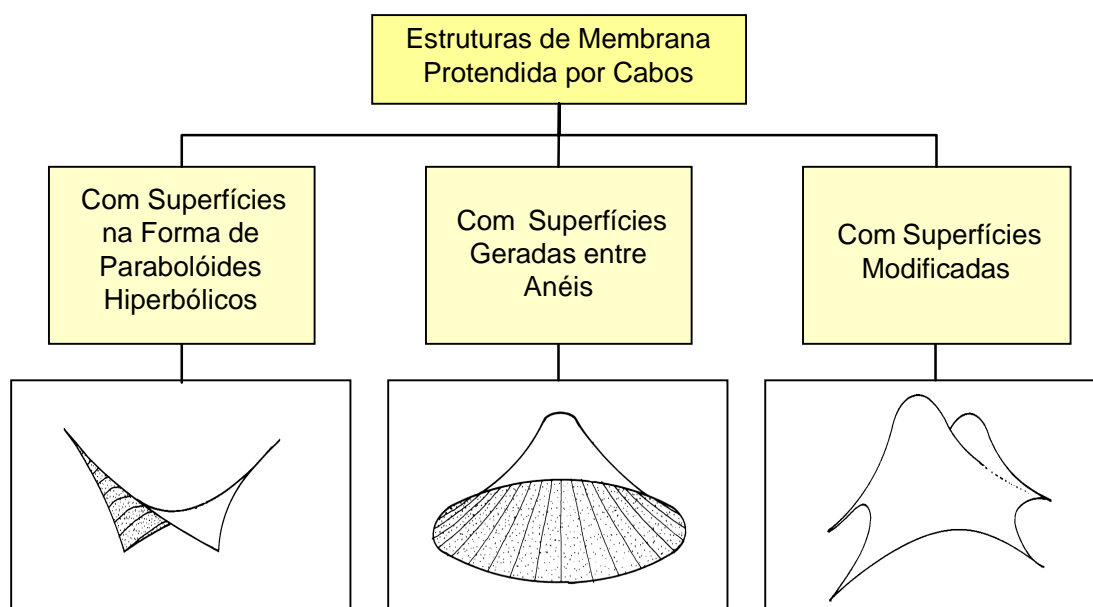 Estruturas de Membrana
Protendida por Cabos
Com Superfícies
na Forma de
Parabolóides
Hiperbólicos
Com Superfícies
Geradas entre
Anéis
Com Superfícies
Modificadas